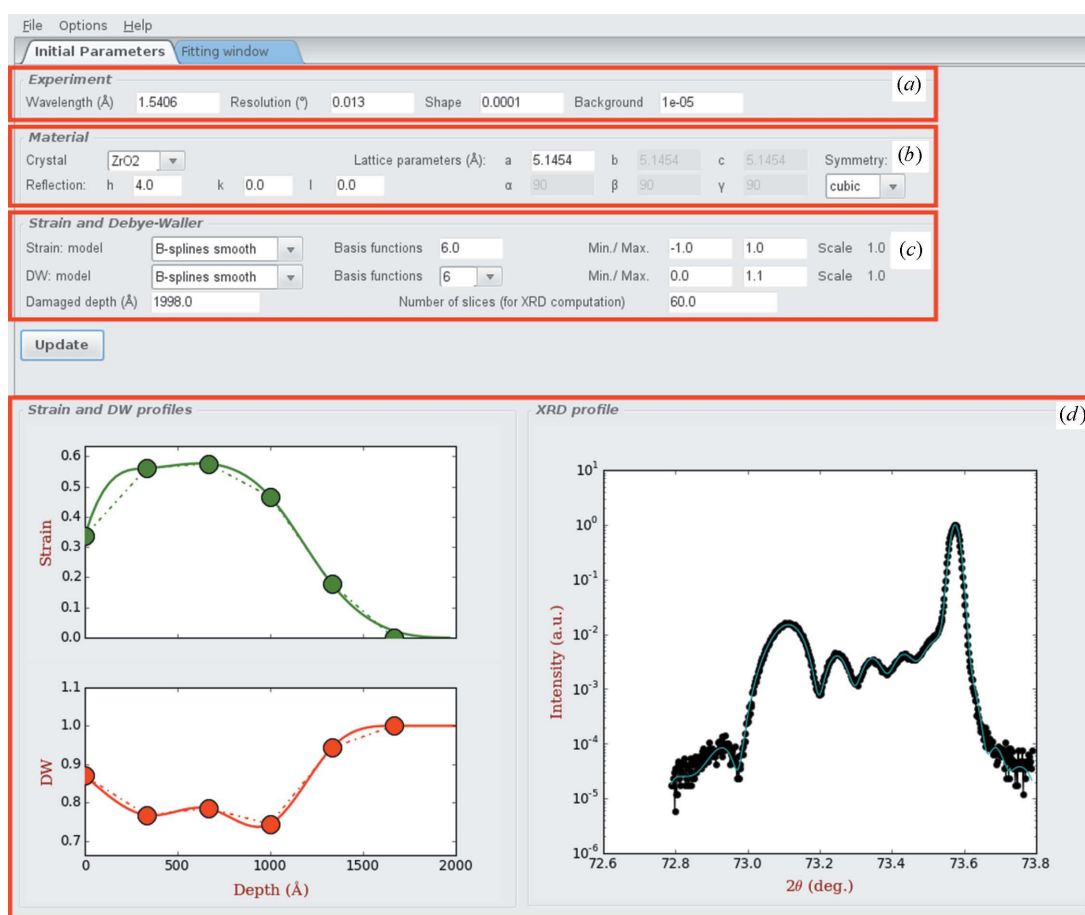 File Options Help
Initial Parameters Fitting window
Experiment
(a)
Wavelength (Å) 1.5406 Resolution (°) 0.013 Shape 0.0001 Background 1e-05
Material
(b)
Crystal ZrO2 Lattice parameters (Å): a 5.1454 b 5.1454 c 5.1454 Symmetry:
Reflection: h 4.0 k 0.0 l 0.0 α 90 β 90 γ 90 cubic
Strain and Debye-Waller
(c)
Strain: model B-splines smooth Basis functions 6.0 Min./ Max. -1.0 1.0 Scale 1.0
DW: model B-splines smooth Basis functions 6 Min./ Max. 0.0 1.1 Scale 1.0
Damaged depth (Å) 1998.0 Number of slices (for XRD computation) 60.0
Update
Strain and DW profiles
0.6
0.5
0.4
0.3
0.2
0.1
0.0
Strain
1.1
1.0
0.9
0.8
0.7
DW
0 500 1000 1500 2000
Depth (Å)
XRD profile
(d)
10^1
10^0
10^-1
10^-2
10^-3
10^-4
10^-5
10^-6
Intensity (a.u.)
72.6 72.8 73.0 73.2 73.4 73.6 73.8
2θ (deg.)